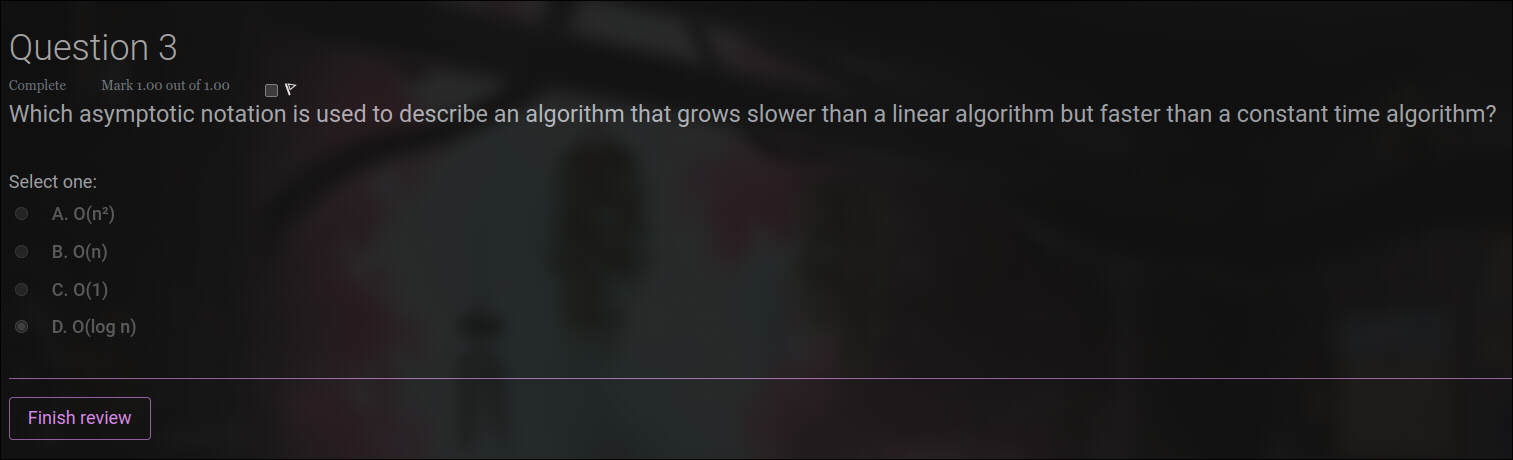 Question 3
Complete Mark 1.00 out of 1.00
Which asymptotic notation is used to describe an algorithm that grows slower than a linear algorithm but faster than a constant time algorithm?
Select one:
A. O(n²)
B. O(n)
C. O(1)
D. O(log n)
Finish review